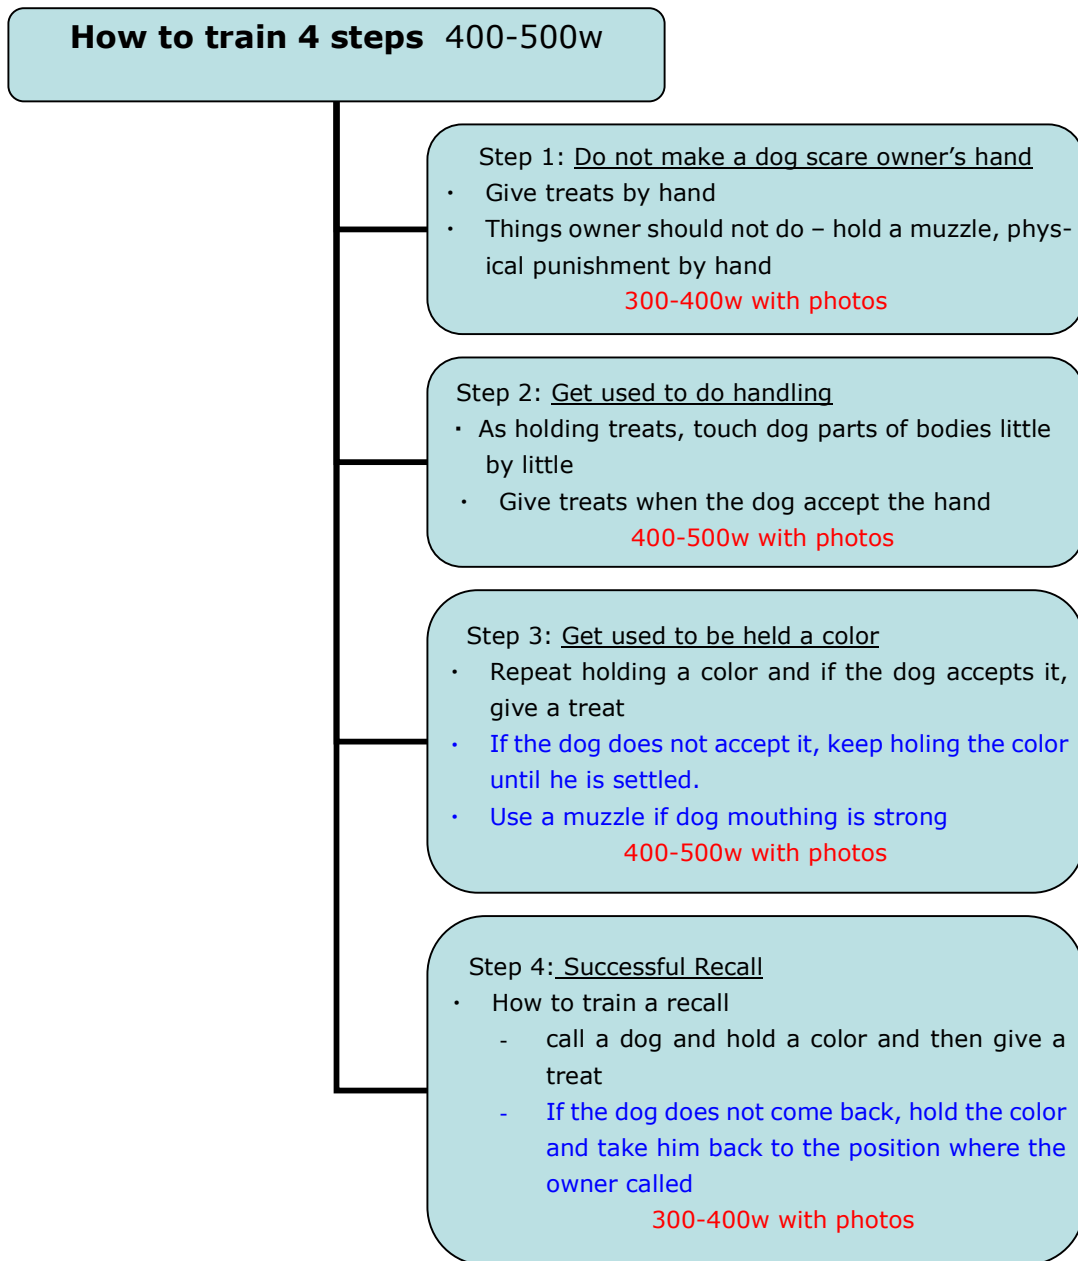 How to train 4 steps 400-500w
Step 1: Do not make a dog scare owner's hand
・ Give treats by hand
・ Things owner should not do – hold a muzzle, phys-
ical punishment by hand
300-400w with photos
Step 2: Get used to do handling
・ As holding treats, touch dog parts of bodies little
by little
・ Give treats when the dog accept the hand
400-500w with photos
Step 3: Get used to be held a color
・ Repeat holding a color and if the dog accepts it,
give a treat
・ If the dog does not accept it, keep holing the color
until he is settled.
・ Use a muzzle if dog mouthing is strong
400-500w with photos
Step 4: Successful Recall
・ How to train a recall
- call a dog and hold a color and then give a
treat
- If the dog does not come back, hold the color
and take him back to the position where the
owner called
300-400w with photos